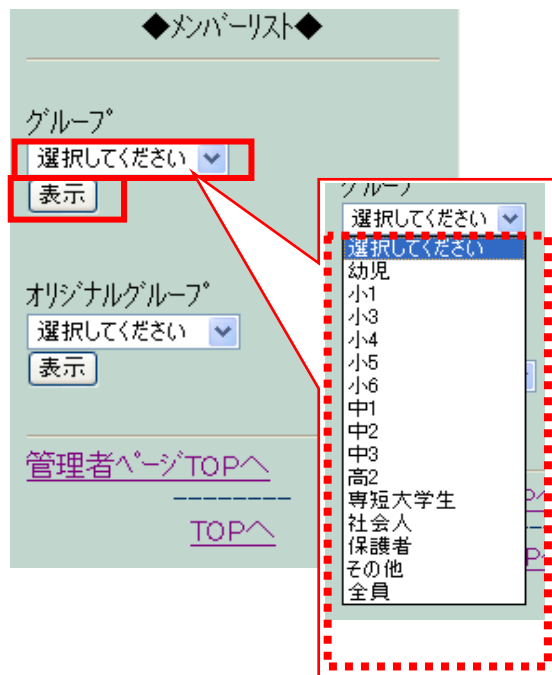 ◆メンバーリスト◆
グループ
選択してください
表示
オリジナルグループ
選択してください
表示
管理者ページTOPへ
--------
TOPへ
グループ
選択してください
選択してください
幼児
小1
小3
小4
小5
小6
中1
中2
中3
高2
専短大学生
社会人
保護者
その他
全員